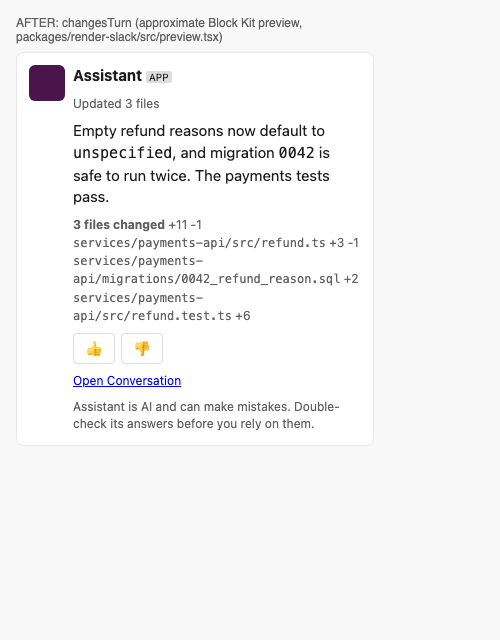 AFTER: changesTurn (approximate Block Kit preview,
packages/render-slack/src/preview.tsx)
Assistant APP
Updated 3 files
Empty refund reasons now default to
unspecified, and migration 0042 is
safe to run twice. The payments tests
pass.
3 files changed +11 -1
services/payments-api/src/refund.ts +3 -1
services/payments-
api/migrations/0042_refund_reason.sql +2
services/payments-
api/src/refund.test.ts +6
👍 👎
Open Conversation
Assistant is AI and can make mistakes. Double-
check its answers before you rely on them.